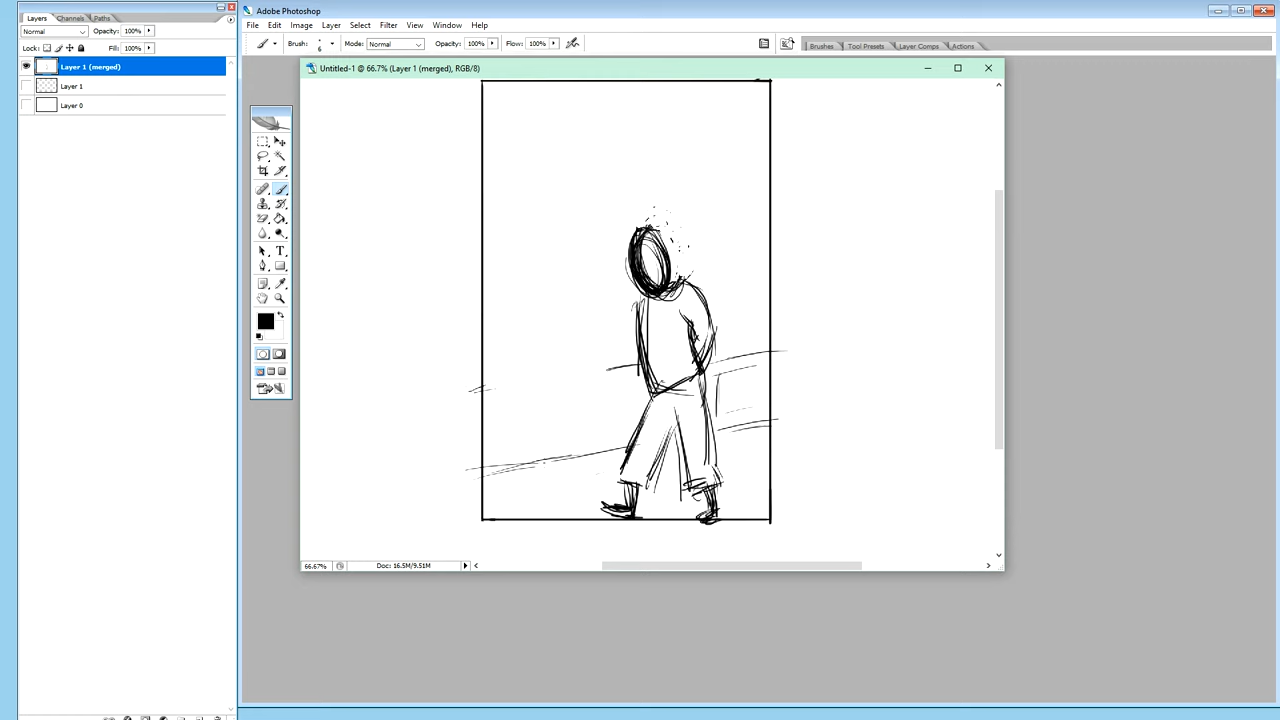 Layers Channels Paths
Normal Opacity: 100%
Lock: Fill: 100%
Layer 1 (merged)
Layer 1
Layer 0
Adobe Photoshop
File Edit Image Layer Select Filter View Window Help
Brush: 6 Mode: Normal Opacity: 100% Flow: 100% Brushes Tool Presets Layer Comps Actions
Untitled-1 @ 66.7% (Layer 1 (merged), RGB/8)
T
66.67% Doc: 16.5M/9.51M